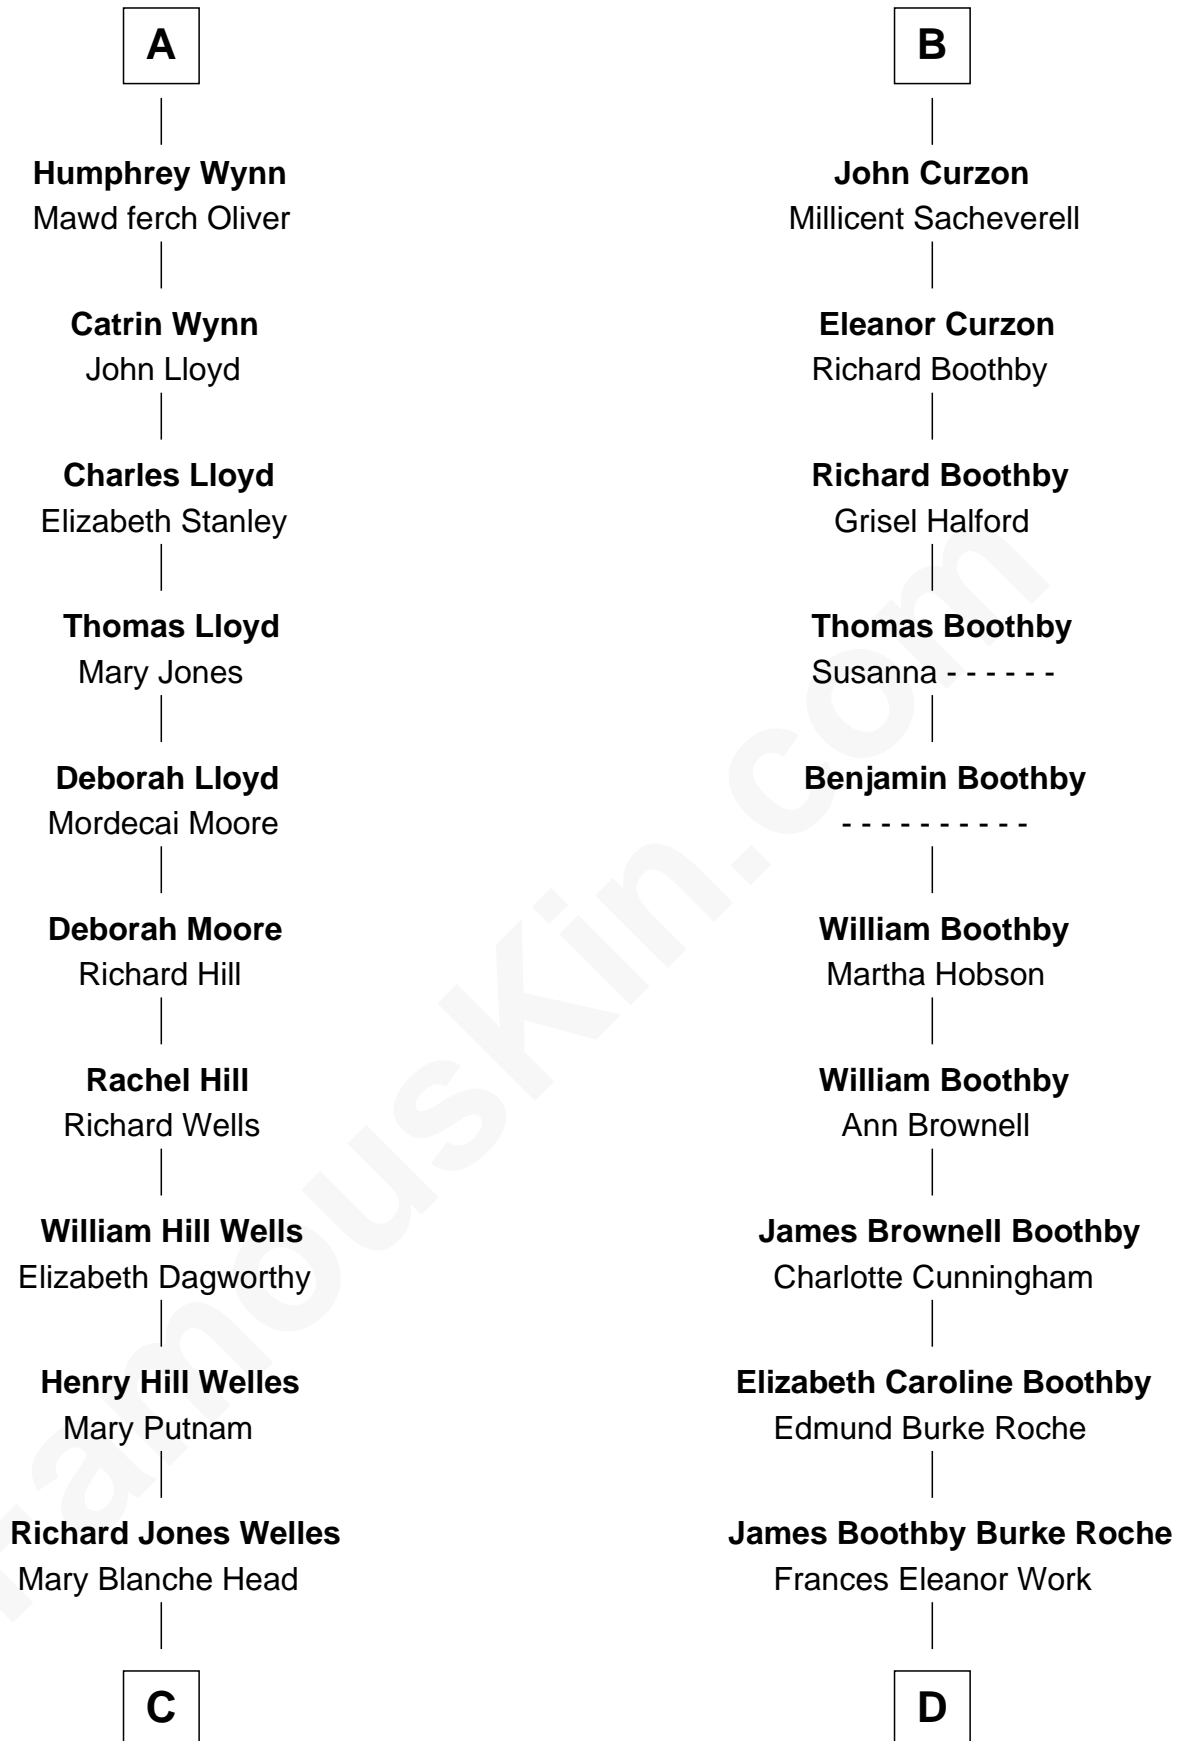 A
Humphrey Wynn
Mawd ferch Oliver
Catrin Wynn
John Lloyd
Charles Lloyd
Elizabeth Stanley
Thomas Lloyd
Mary Jones
Deborah Lloyd
Mordecai Moore
Deborah Moore
Richard Hill
Rachel Hill
Richard Wells
William Hill Wells
Elizabeth Dagworthy
Henry Hill Welles
Mary Putnam
Richard Jones Welles
Mary Blanche Head
C
B
John Curzon
Millicent Sacheverell
Eleanor Curzon
Richard Boothby
Richard Boothby
Grisel Halford
Thomas Boothby
Susanna - - - - - -
Benjamin Boothby
- - - - - - - - - -
William Boothby
Martha Hobson
William Boothby
Ann Brownell
James Brownell Boothby
Charlotte Cunningham
Elizabeth Caroline Boothby
Edmund Burke Roche
James Boothby Burke Roche
Frances Eleanor Work
D
FamousKin.com